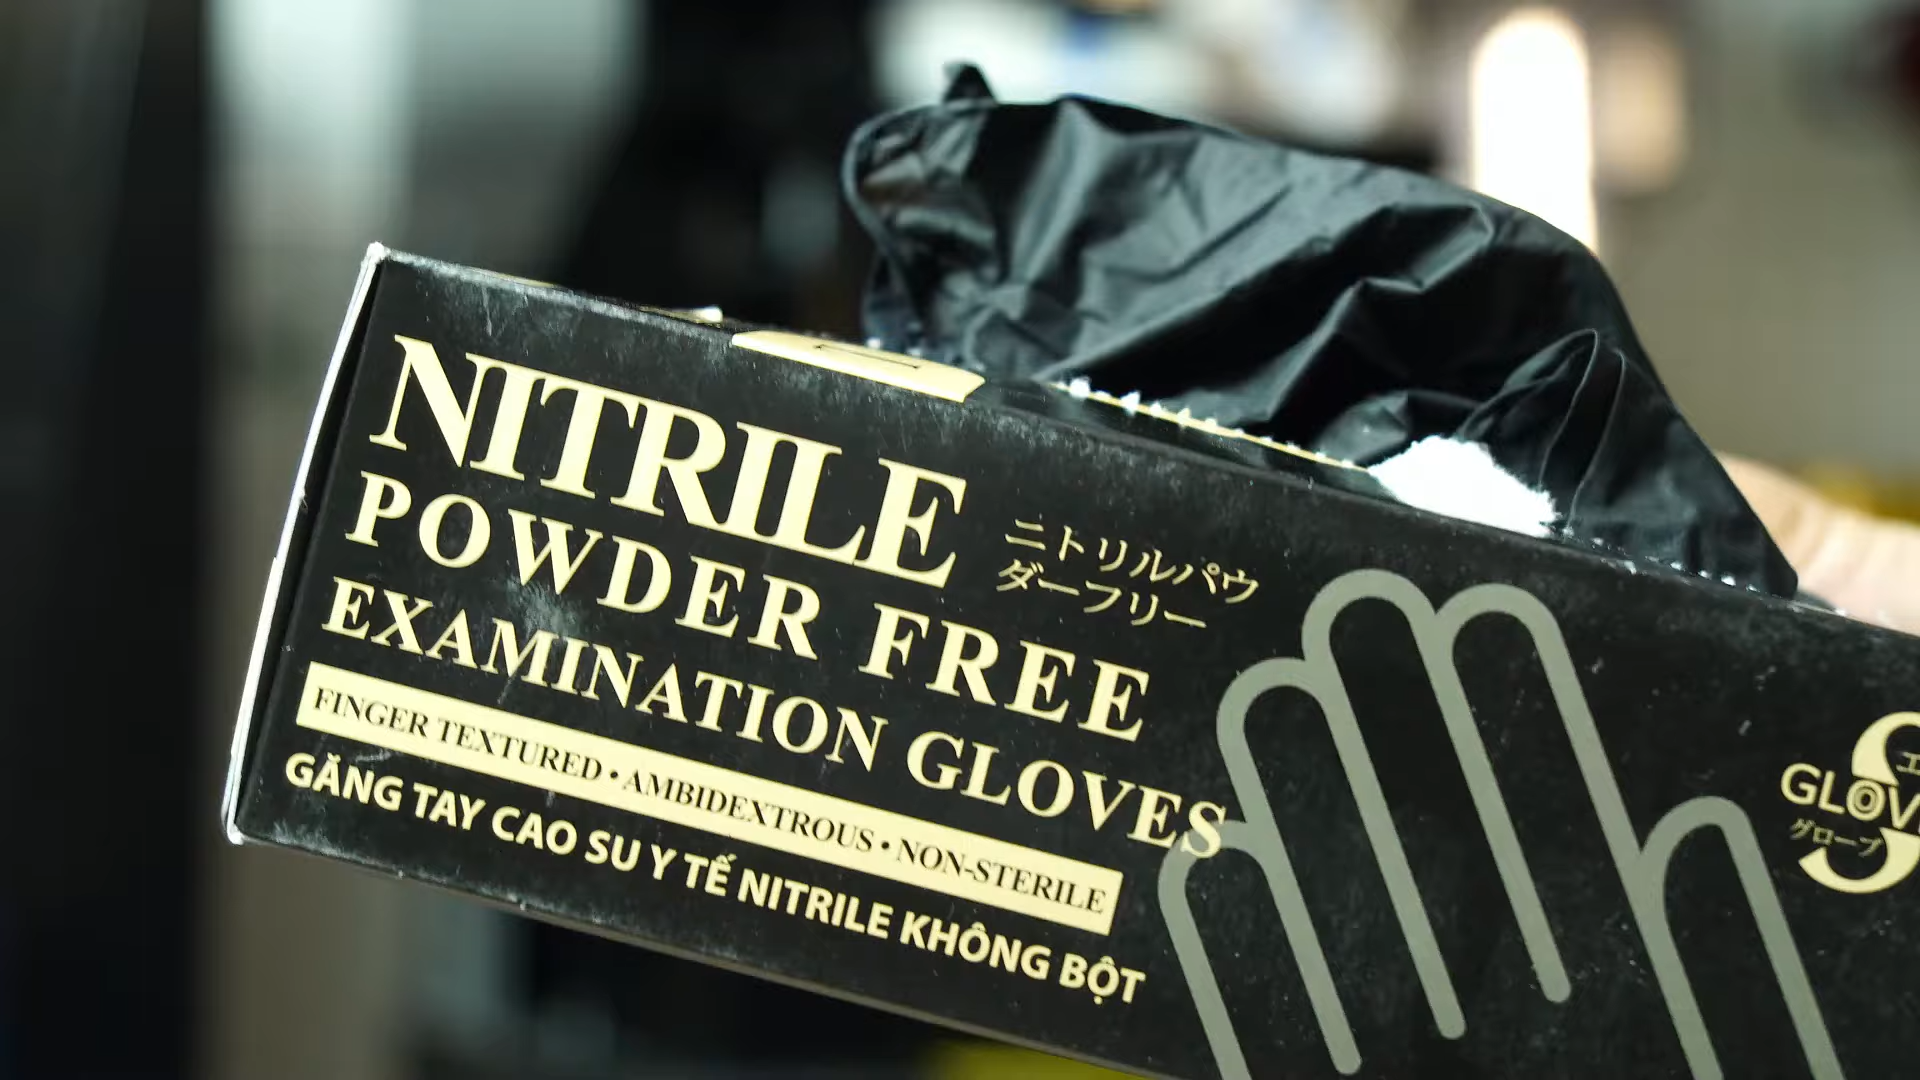 NITRILE
POWDER FREE
ニトリルパウ
ダーフリー
EXAMINATION GLOVES
FINGER TEXTURED • AMBIDEXTROUS • NON-STERILE
GĂNG TAY CAO SU Y TẾ NITRILE KHÔNG BỘT
グローブ